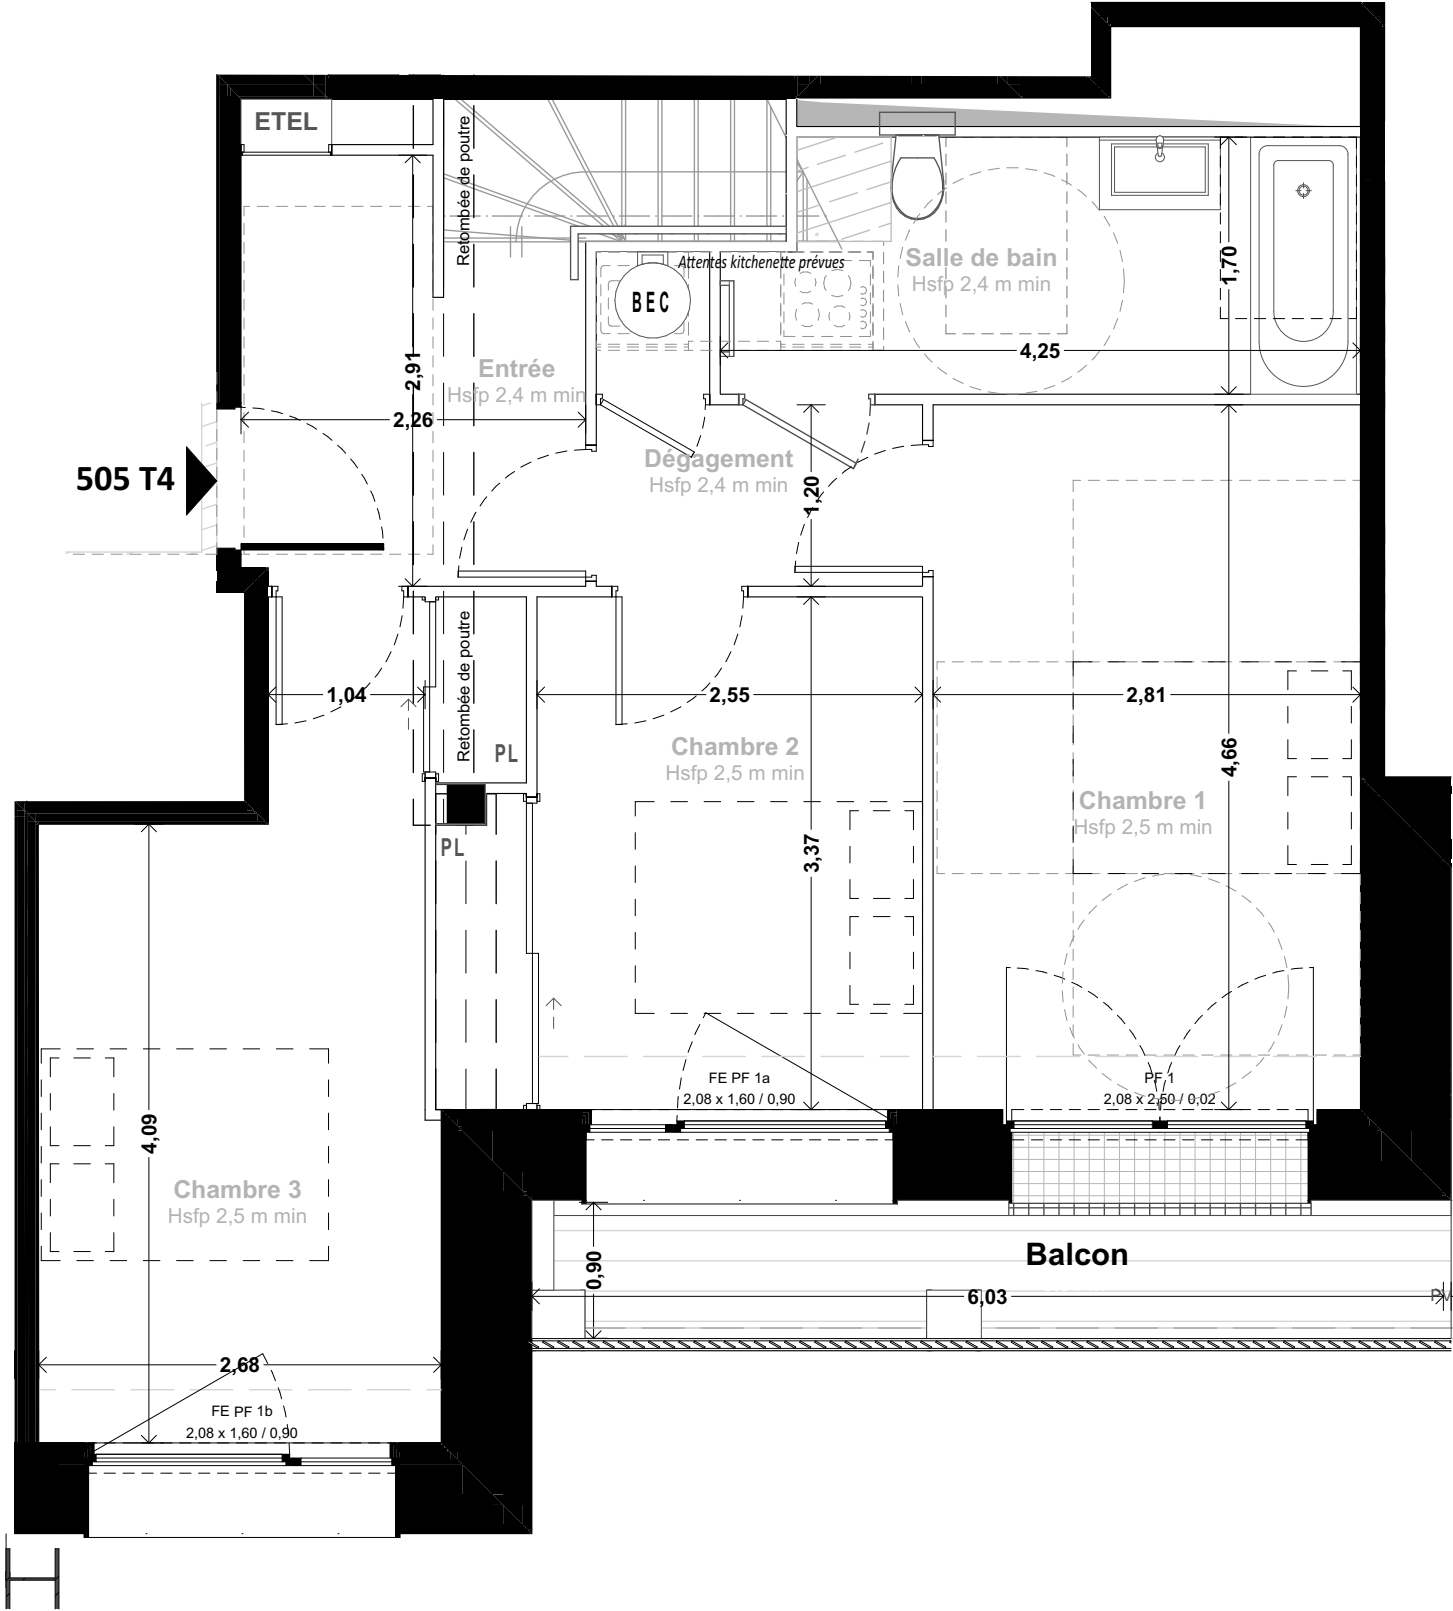 ETEL
Retombée de poutre
Attentes kitchenette prévues
BEC
Salle de bain
Hsfp 2,4 m min
1,70
4,25
2,91
Entrée
Hsfp 2,4 m min
2,26
505 T4
Dégagement
Hsfp 2,4 m min
1,20
Retombée de poutre
1,04
2,55
2,81
PL
Chambre 2
Hsfp 2,5 m min
4,66
Chambre 1
Hsfp 2,5 m min
PL
3,37
FE PF 1a
2,08 x 1,60 / 0,90
PF 1
2,08 x 2,50 / 0,02
4,09
Chambre 3
Hsfp 2,5 m min
0,90
Balcon
6,03
PV
2,68
FE PF 1b
2,08 x 1,60 / 0,90